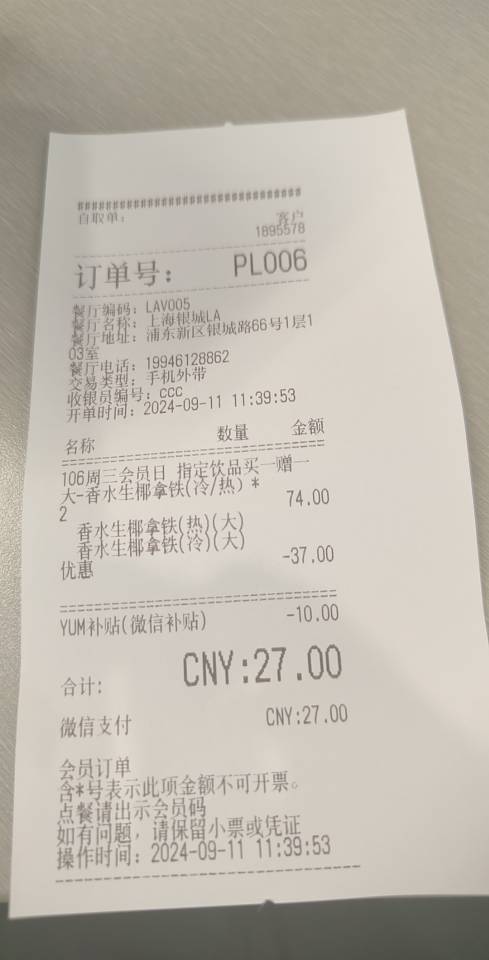 ##################################
自取单： 客户
1895578
订单号： PL006
餐厅编码：LAV005
餐厅名称：上海银城LA
餐厅地址：浦东新区银城路66号1层1
03室
餐厅电话：19946128862
交易类型：手机外带
收银员编号：CCC
开单时间：2024-09-11 11:39:53
名称 数量 金额
106周三会员日 指定饮品买一赠一
大-香水生椰拿铁(冷/热) *
2 74.00
香水生椰拿铁(热)(大)
香水生椰拿铁(冷)(大)
优惠 -37.00
YUM补贴(微信补贴) -10.00
合计: CNY:27.00
微信支付 CNY:27.00
会员订单
含*号表示此项金额不可开票。
点餐请出示会员码
如有问题，请保留小票或凭证
操作时间：2024-09-11 11:39:53